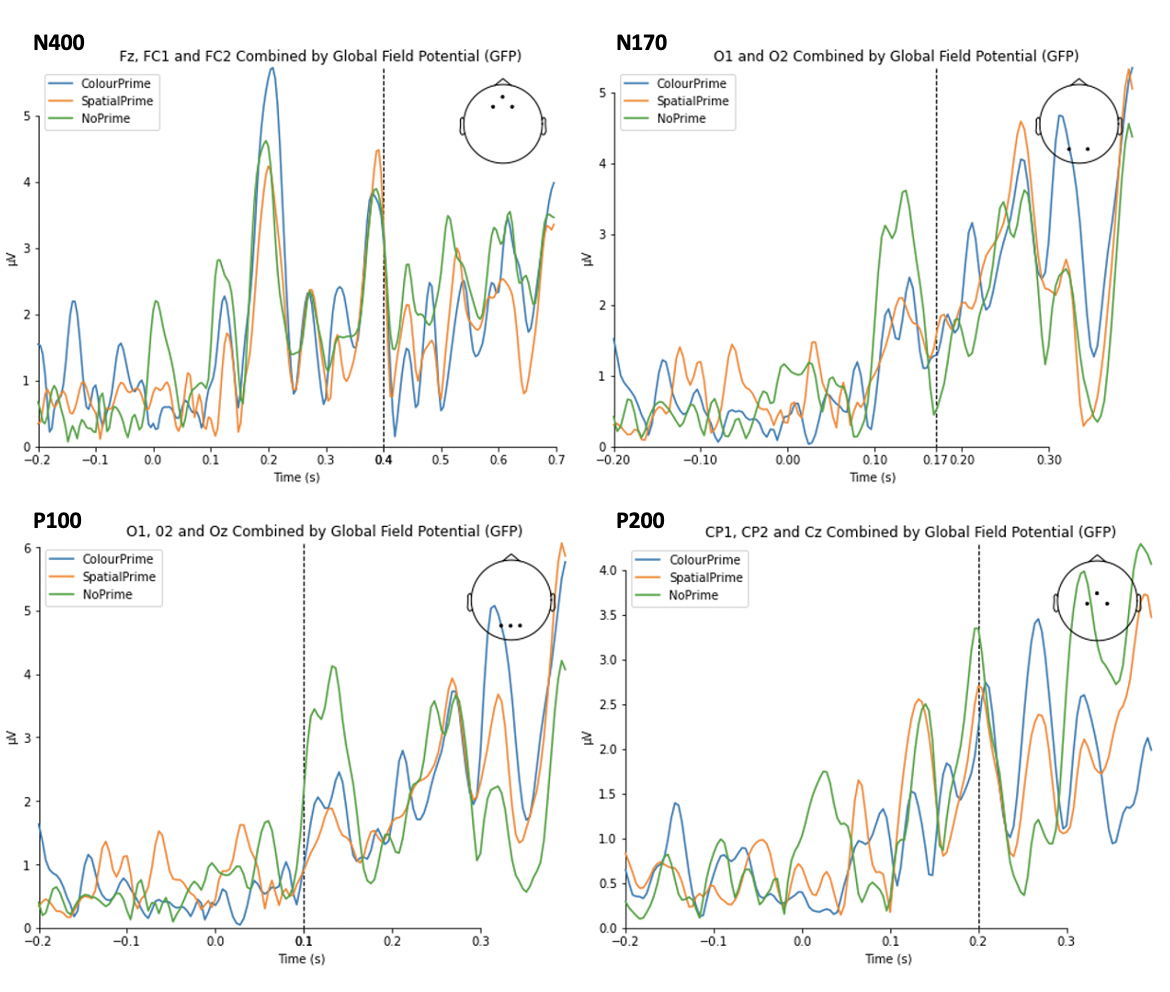 N400
Fz, FC1 and FC2 Combined by Global Field Potential (GFP)
ColourPrime
SpatialPrime
NoPrime
5
4
3
2
1
0
µV
−0.2 −0.1 0.0 0.1 0.2 0.3 0.4 0.5 0.6 0.7
Time (s)
N170
O1 and O2 Combined by Global Field Potential (GFP)
ColourPrime
SpatialPrime
NoPrime
5
4
3
2
1
0
µV
−0.20 −0.10 0.00 0.10 0.17 0.20 0.30
Time (s)
P100
O1, 02 and Oz Combined by Global Field Potential (GFP)
ColourPrime
SpatialPrime
NoPrime
6
5
4
3
2
1
0
µV
−0.2 −0.1 0.0 0.1 0.2 0.3
Time (s)
P200
CP1, CP2 and Cz Combined by Global Field Potential (GFP)
ColourPrime
SpatialPrime
NoPrime
4.0
3.5
3.0
2.5
2.0
1.5
1.0
0.5
0.0
µV
−0.2 −0.1 0.0 0.1 0.2 0.3
Time (s)